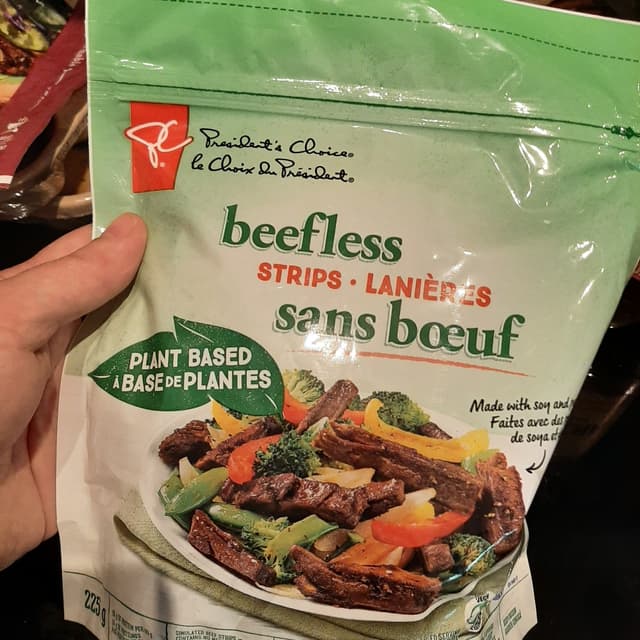 PC
President's Choice®
le Choix du Président®
beefless
STRIPS • LANIÈRES
sans bœuf
PLANT BASED
À BASE DE PLANTES
Made with soy and
Faites avec des
de soya et
225 g